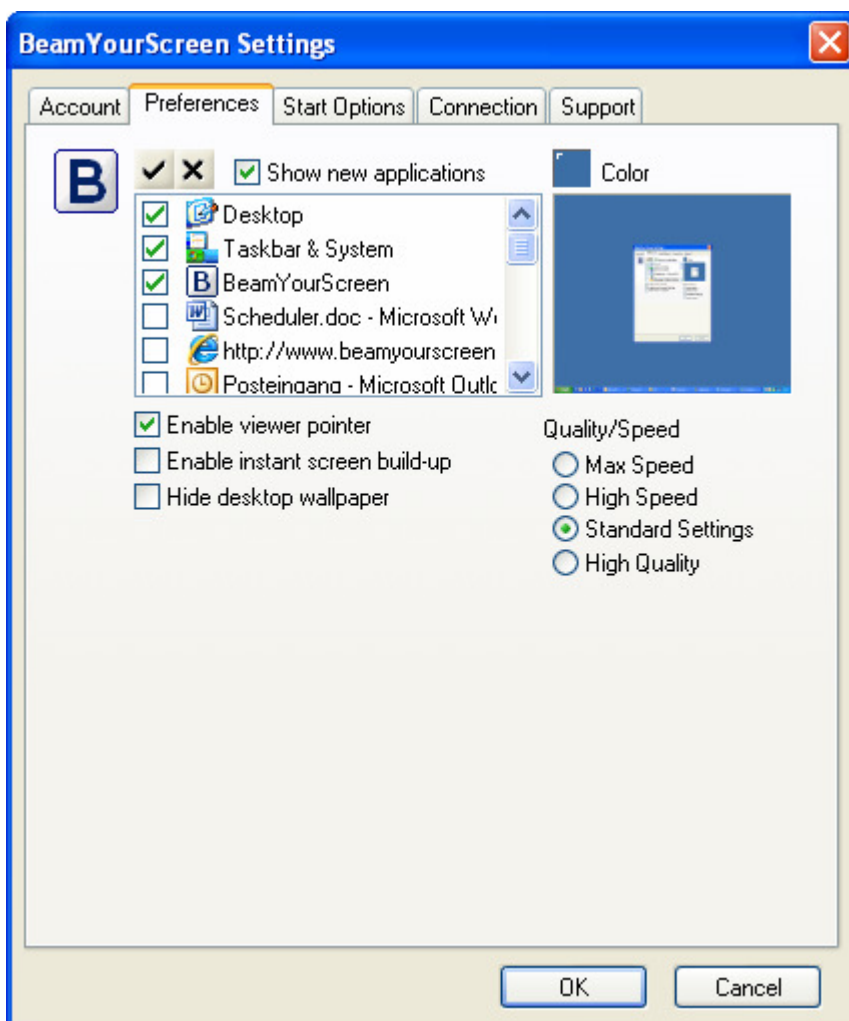 BeamYourScreen Settings
Account Preferences Start Options Connection Support
B
Show new applications
Color
Desktop
Taskbar & System
B BeamYourScreen
Scheduler.doc - Microsoft W
http://www.beamyourscreen
Posteingang - Microsoft Outlo
Enable viewer pointer
Enable instant screen build-up
Hide desktop wallpaper
Quality/Speed
Max Speed
High Speed
Standard Settings
High Quality
OK Cancel